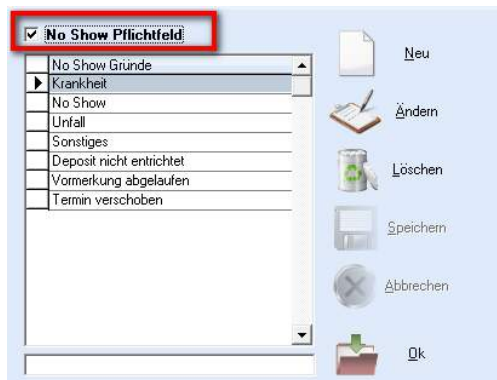 No Show Pflichtfeld
No Show Gründe
Krankheit
No Show
Unfall
Sonstiges
Deposit nicht entrichtet
Vormerkung abgelaufen
Termin verschoben
Neu
Ändern
Löschen
Speichern
Abbrechen
Ok